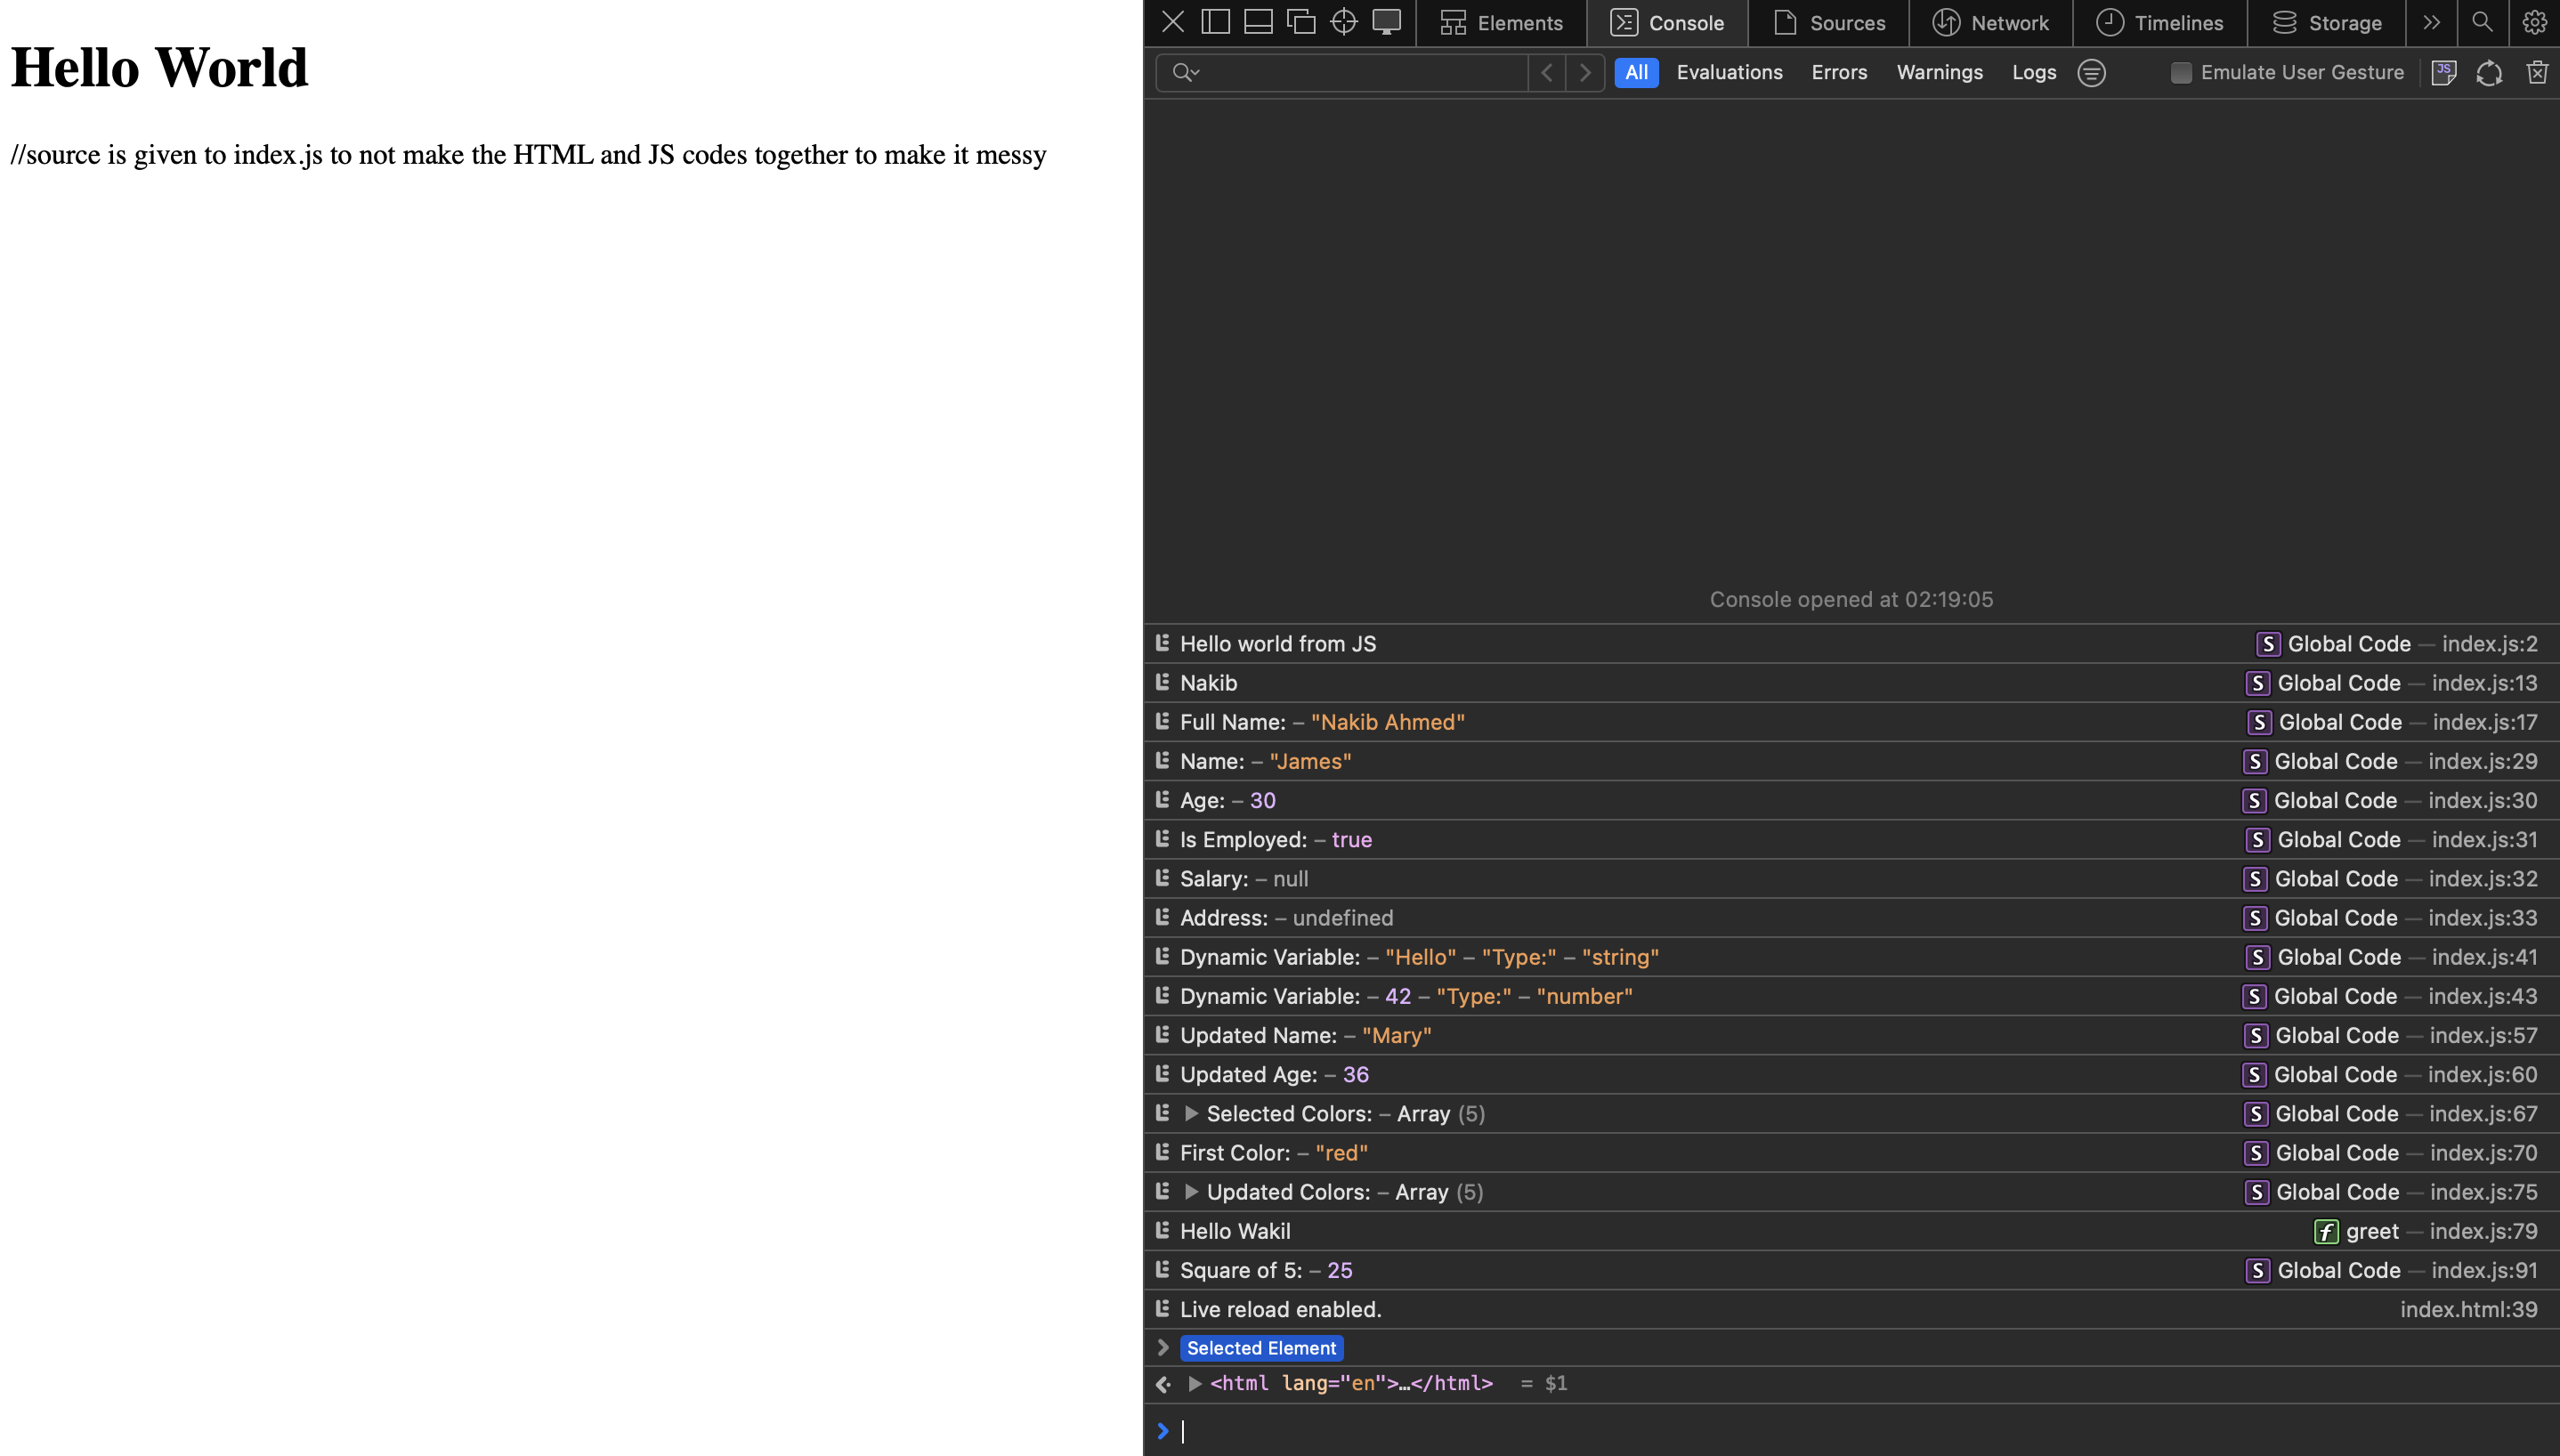 Hello World
//source is given to index.js to not make the HTML and JS codes together to make it messy
Elements Console Sources Network Timelines Storage
All Evaluations Errors Warnings Logs Emulate User Gesture JS
Console opened at 02:19:05
Hello world from JS S Global Code — index.js:2
Nakib S Global Code — index.js:13
Full Name: – "Nakib Ahmed" S Global Code — index.js:17
Name: – "James" S Global Code — index.js:29
Age: – 30 S Global Code — index.js:30
Is Employed: – true S Global Code — index.js:31
Salary: – null S Global Code — index.js:32
Address: – undefined S Global Code — index.js:33
Dynamic Variable: – "Hello" – "Type:" – "string" S Global Code — index.js:41
Dynamic Variable: – 42 – "Type:" – "number" S Global Code — index.js:43
Updated Name: – "Mary" S Global Code — index.js:57
Updated Age: – 36 S Global Code — index.js:60
Selected Colors: – Array (5) S Global Code — index.js:67
First Color: – "red" S Global Code — index.js:70
Updated Colors: – Array (5) S Global Code — index.js:75
Hello Wakil f greet — index.js:79
Square of 5: – 25 S Global Code — index.js:91
Live reload enabled. index.html:39
Selected Element
<html lang="en">…</html> = $1